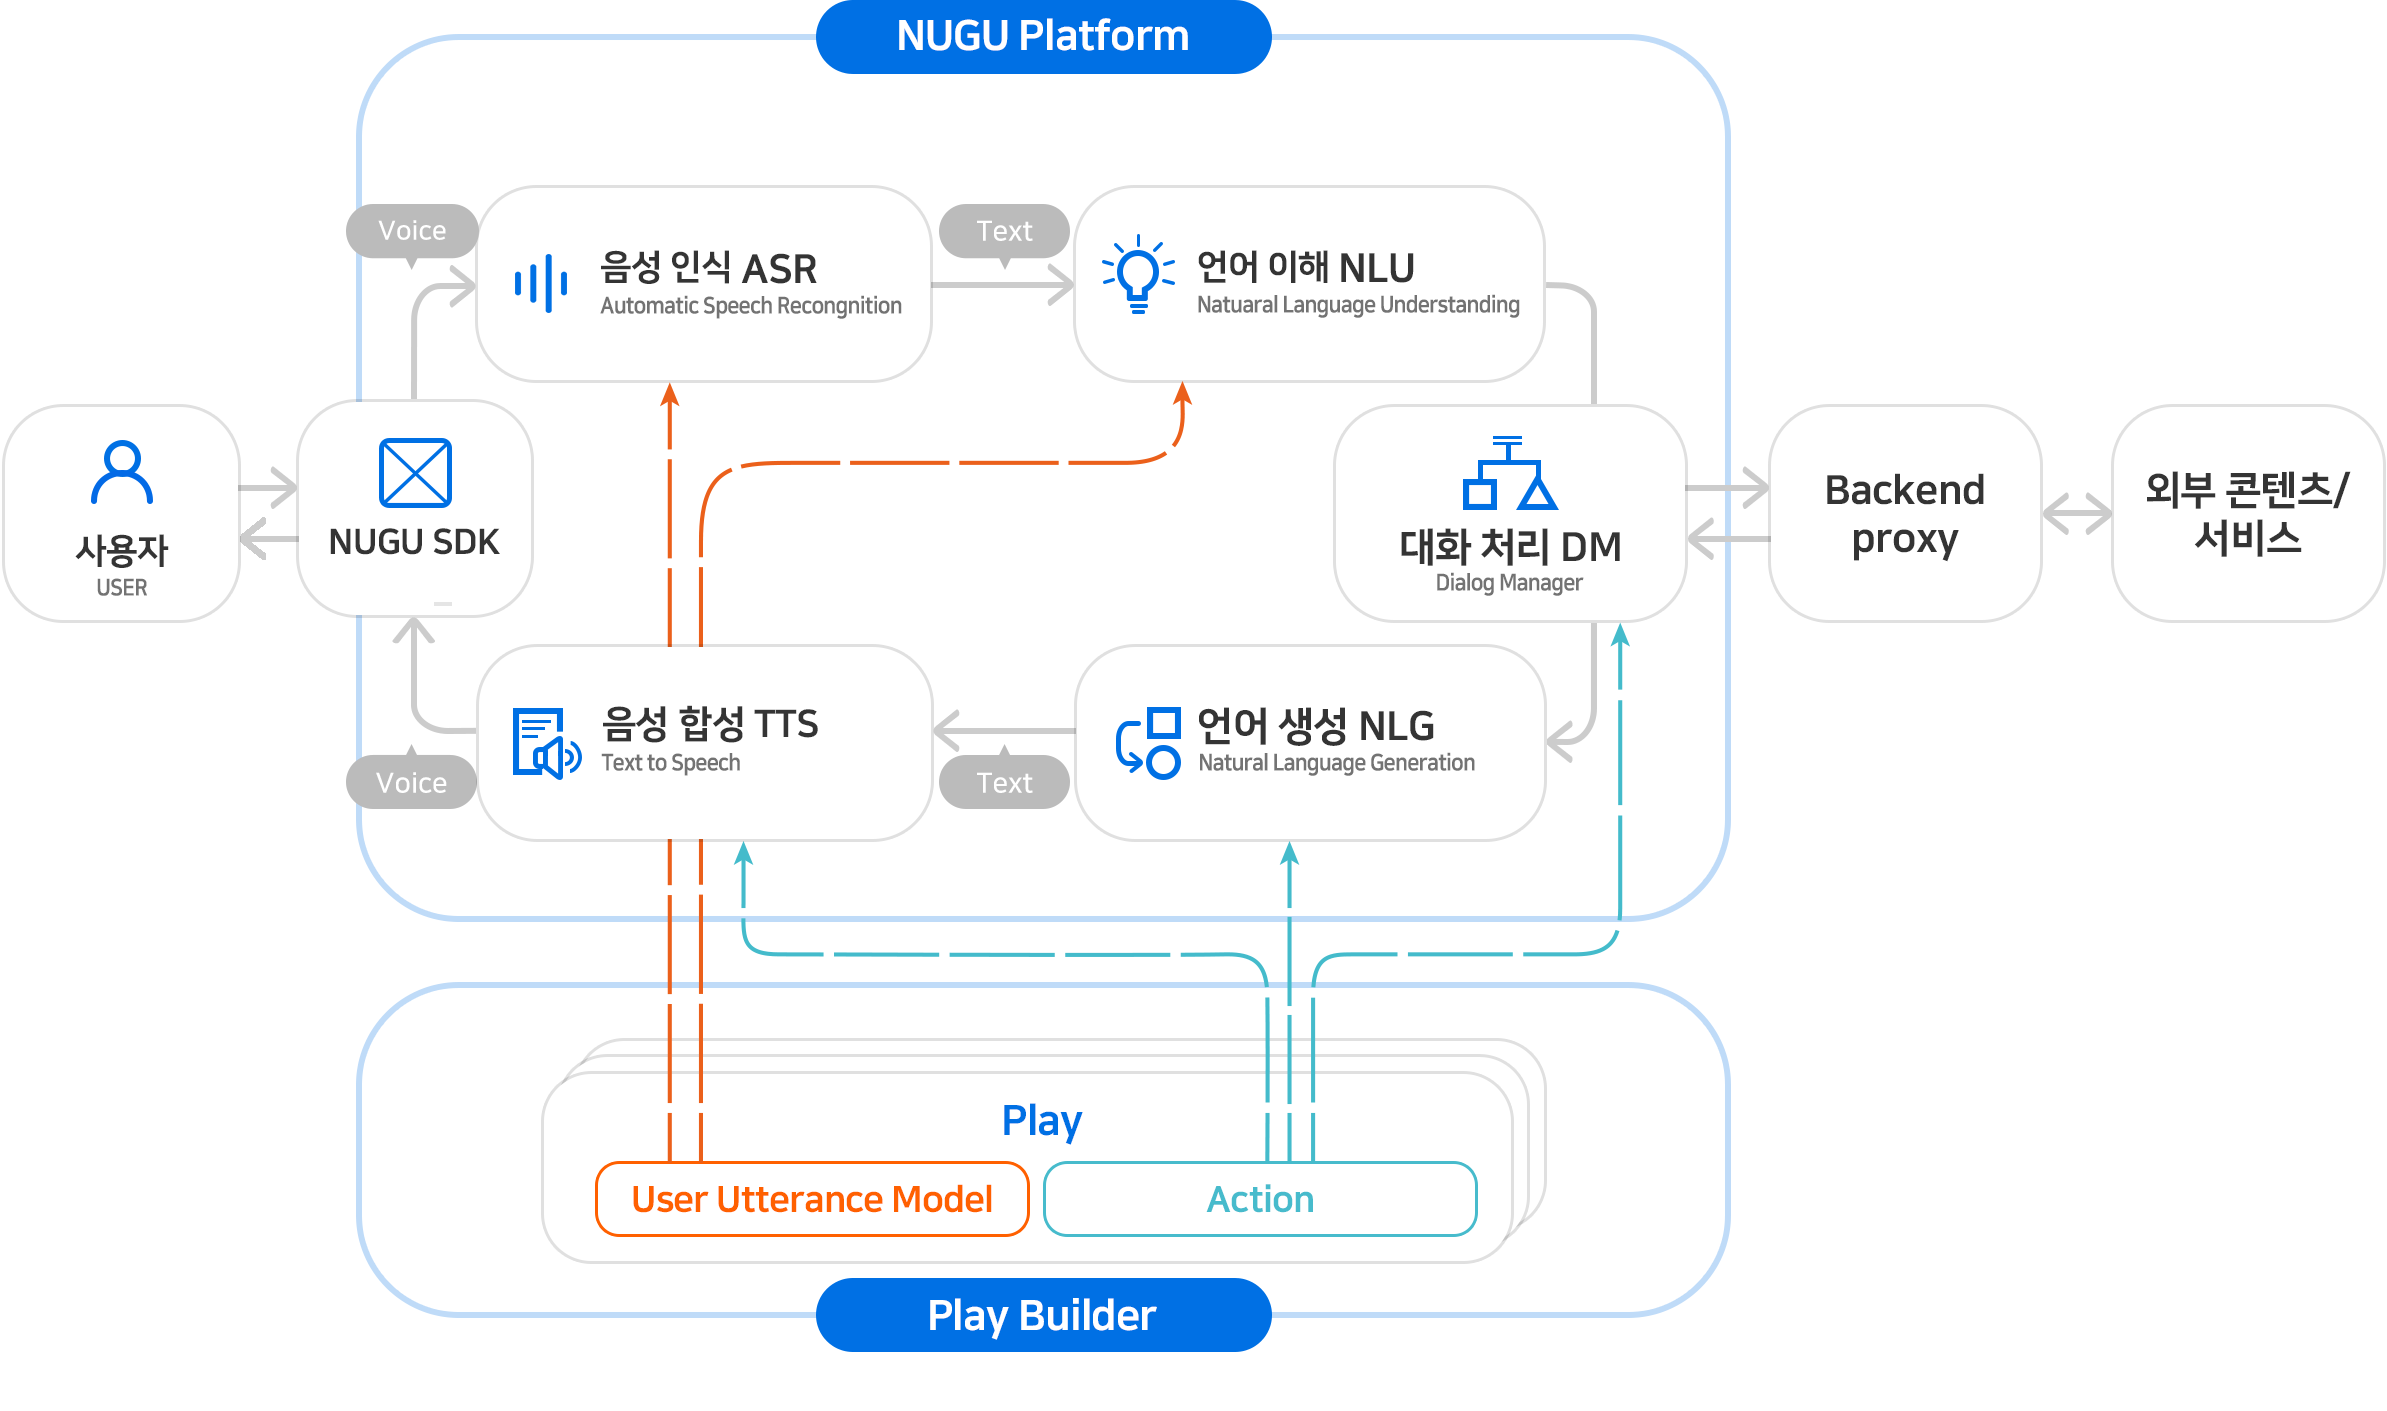 NUGU Platform
Voice
음성 인식 ASR
Automatic Speech Recongnition
Text
언어 이해 NLU
Natuaral Language Understanding
사용자
USER
NUGU SDK
대화 처리 DM
Dialog Manager
Backend
proxy
외부 콘텐츠/
서비스
Voice
음성 합성 TTS
Text to Speech
Text
언어 생성 NLG
Natural Language Generation
Play
User Utterance Model
Action
Play Builder